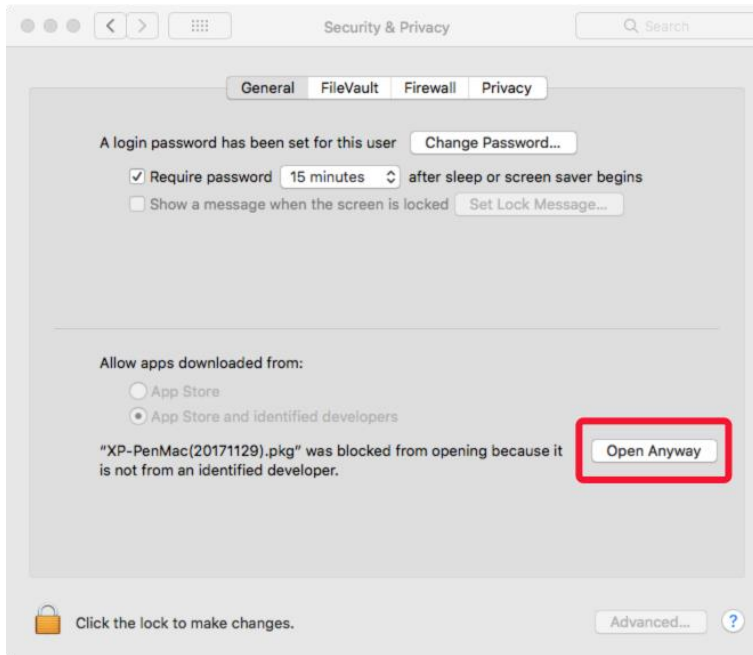 Security & Privacy
Search
General FileVault Firewall Privacy
A login password has been set for this user Change Password...
Require password 15 minutes after sleep or screen saver begins
Show a message when the screen is locked Set Lock Message...
Allow apps downloaded from:
App Store
App Store and identified developers
“XP-PenMac(20171129).pkg” was blocked from opening because it
is not from an identified developer.
Open Anyway
Click the lock to make changes.
Advanced...
?